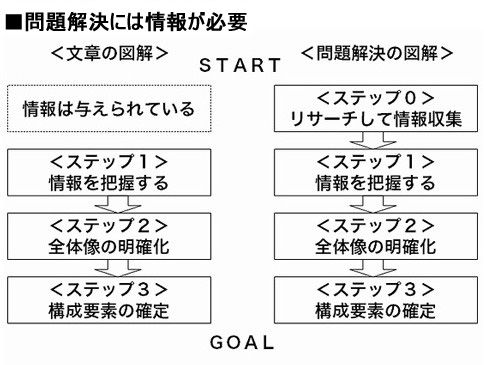 ■問題解決には情報が必要
＜文章の図解＞
＜問題解決の図解＞
ＳＴＡＲＴ
情報は与えられている
＜ステップ０＞
リサーチして情報収集
＜ステップ１＞
情報を把握する
＜ステップ１＞
情報を把握する
＜ステップ２＞
全体像の明確化
＜ステップ２＞
全体像の明確化
＜ステップ３＞
構成要素の確定
＜ステップ３＞
構成要素の確定
ＧＯＡＬ